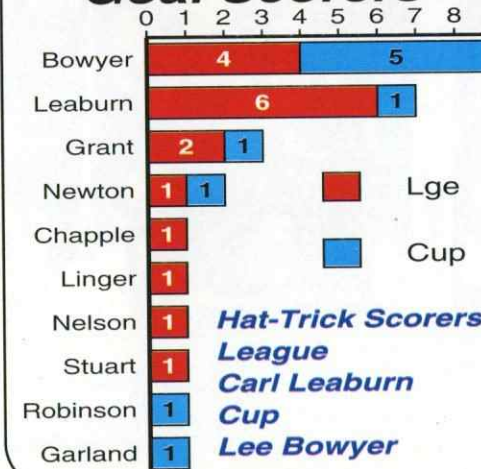 Goal Scorers
0 1 2 3 4 5 6 7 8
Bowyer 4 5
Leaburn 6 1
Grant 2 1
Newton 1 1
Lge
Chapple 1
Cup
Linger 1
Nelson 1
Hat-Trick Scorers
Stuart 1
League
Carl Leaburn
Robinson 1
Cup
Garland 1
Lee Bowyer